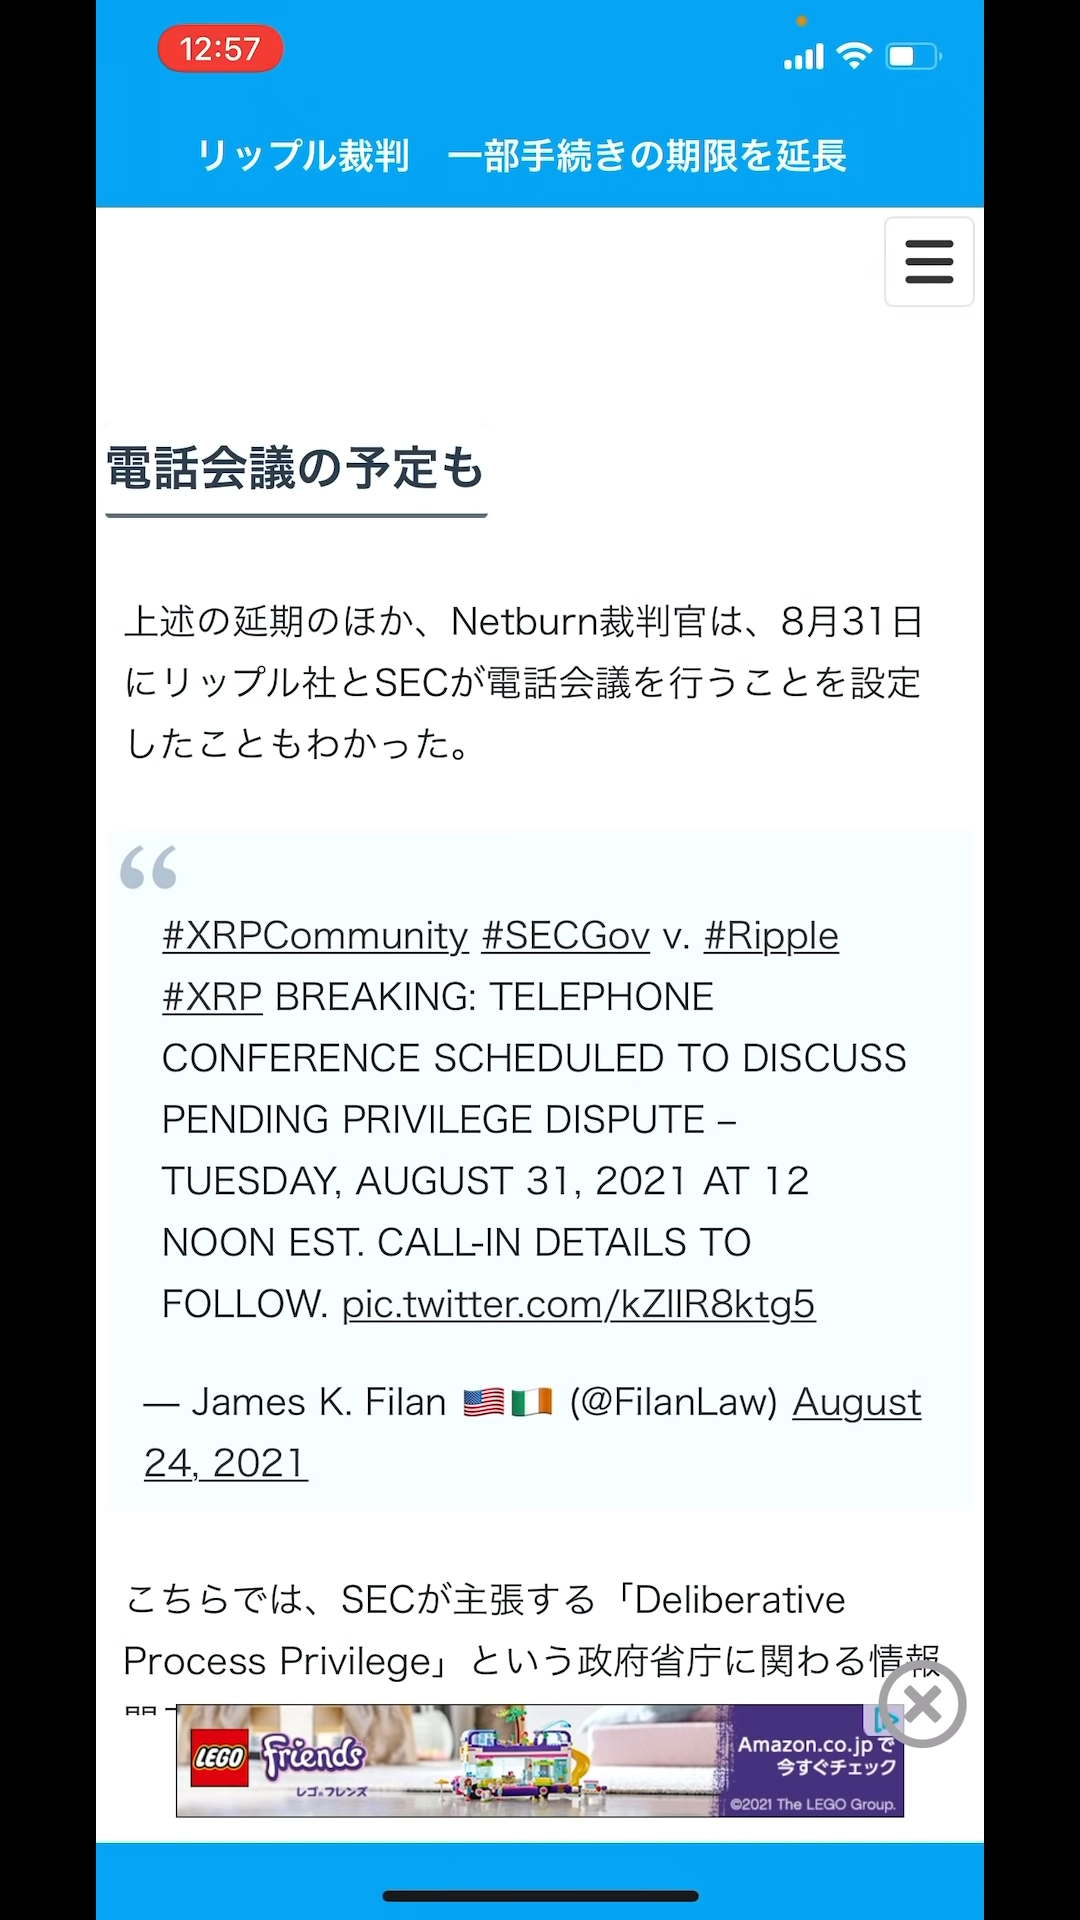 12:57
リップル裁判　一部手続きの期限を延長
電話会議の予定も
上述の延期のほか、Netburn裁判官は、8月31日
にリップル社とSECが電話会議を行うことを設定
したこともわかった。
#XRPCommunity #SECGov v. #Ripple
#XRP BREAKING: TELEPHONE
CONFERENCE SCHEDULED TO DISCUSS
PENDING PRIVILEGE DISPUTE –
TUESDAY, AUGUST 31, 2021 AT 12
NOON EST. CALL-IN DETAILS TO
FOLLOW. pic.twitter.com/kZllR8ktg5
— James K. Filan 🇺🇸🇮🇪 (@FilanLaw) August
24, 2021
こちらでは、SECが主張する「Deliberative
Process Privilege」という政府省庁に関わる情報
LEGO Friends
レゴ®フレンズ
Amazon.co.jpで
今すぐチェック
©2021 The LEGO Group.